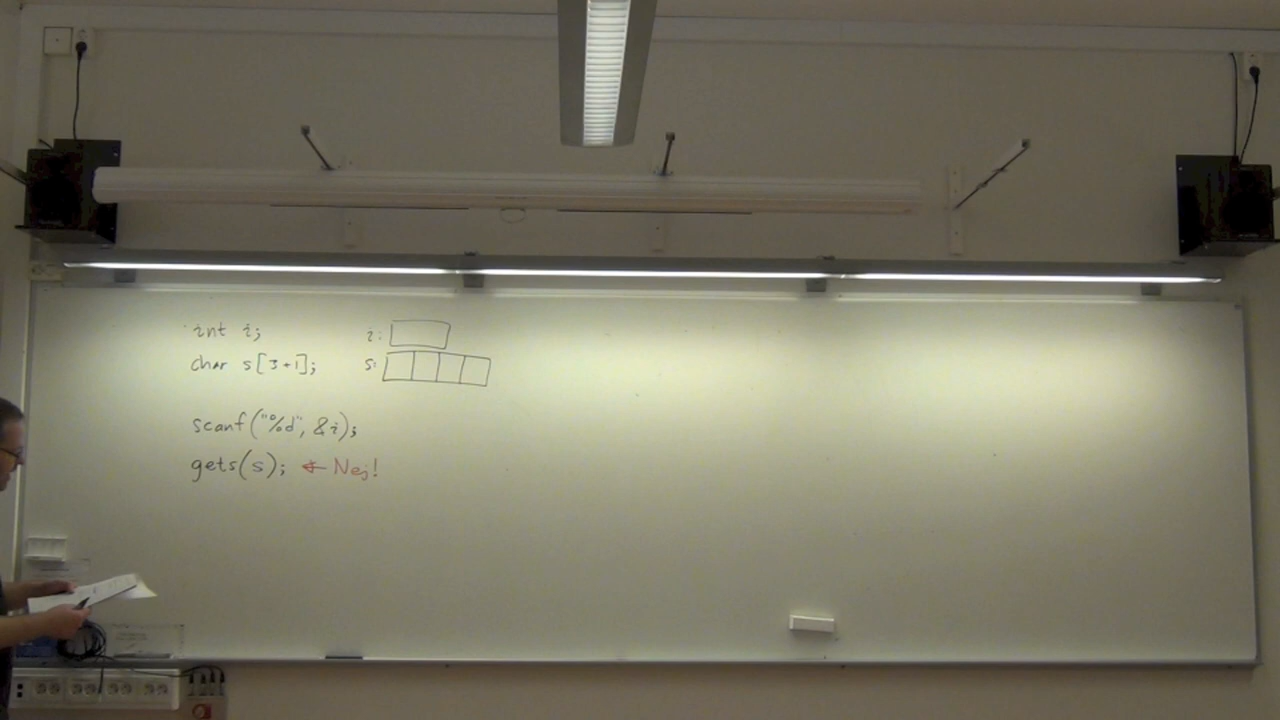 int i; i:
char s[3+1]; s:
scanf("%d", &i);
gets(s); ← Nej!